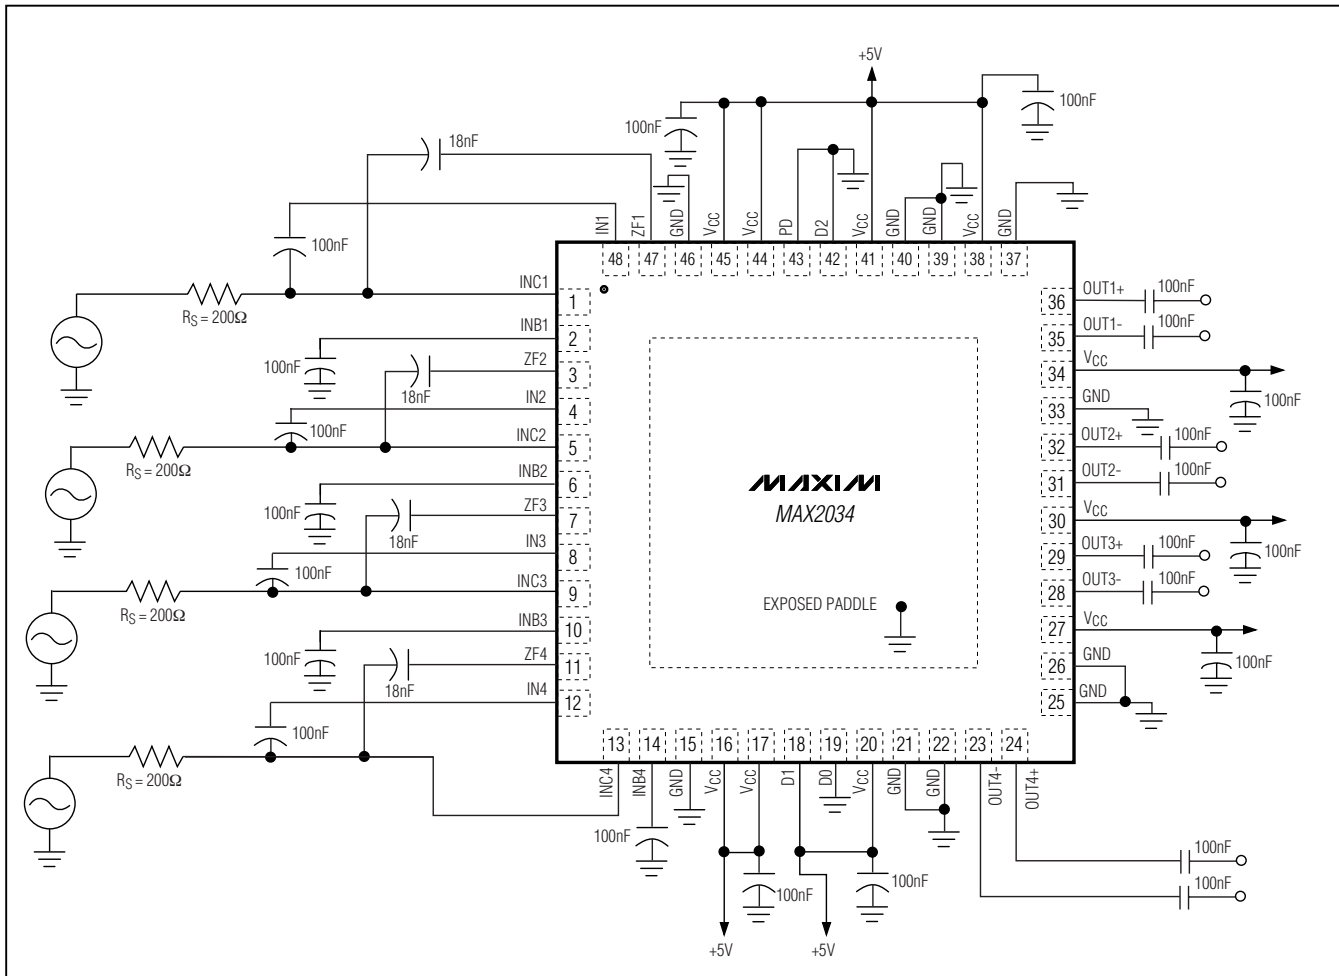 +5V
100nF
100nF
18nF
100nF
IN1
ZF1
GND
VCC
VCC
PD
D2
VCC
GND
GND
VCC
GND
48
47
46
45
44
43
42
41
40
39
38
37
RS = 200Ω
INC1
1
INB1
2
100nF
ZF2
3
18nF
IN2
4
100nF
INC2
5
RS = 200Ω
INB2
6
100nF
ZF3
7
18nF
IN3
8
100nF
INC3
9
RS = 200Ω
INB3
10
100nF
ZF4
11
18nF
IN4
12
100nF
RS = 200Ω
MAXIM
MAX2034
EXPOSED PADDLE
36
OUT1+
100nF
35
OUT1-
100nF
34
VCC
100nF
33
GND
32
OUT2+
100nF
31
OUT2-
100nF
30
VCC
100nF
29
OUT3+
100nF
28
OUT3-
100nF
27
VCC
100nF
26
GND
25
GND
13
14
15
16
17
18
19
20
21
22
23
24
INC4
INB4
GND
VCC
VCC
D1
D0
VCC
GND
GND
OUT4-
OUT4+
100nF
100nF
100nF
100nF
100nF
+5V
+5V